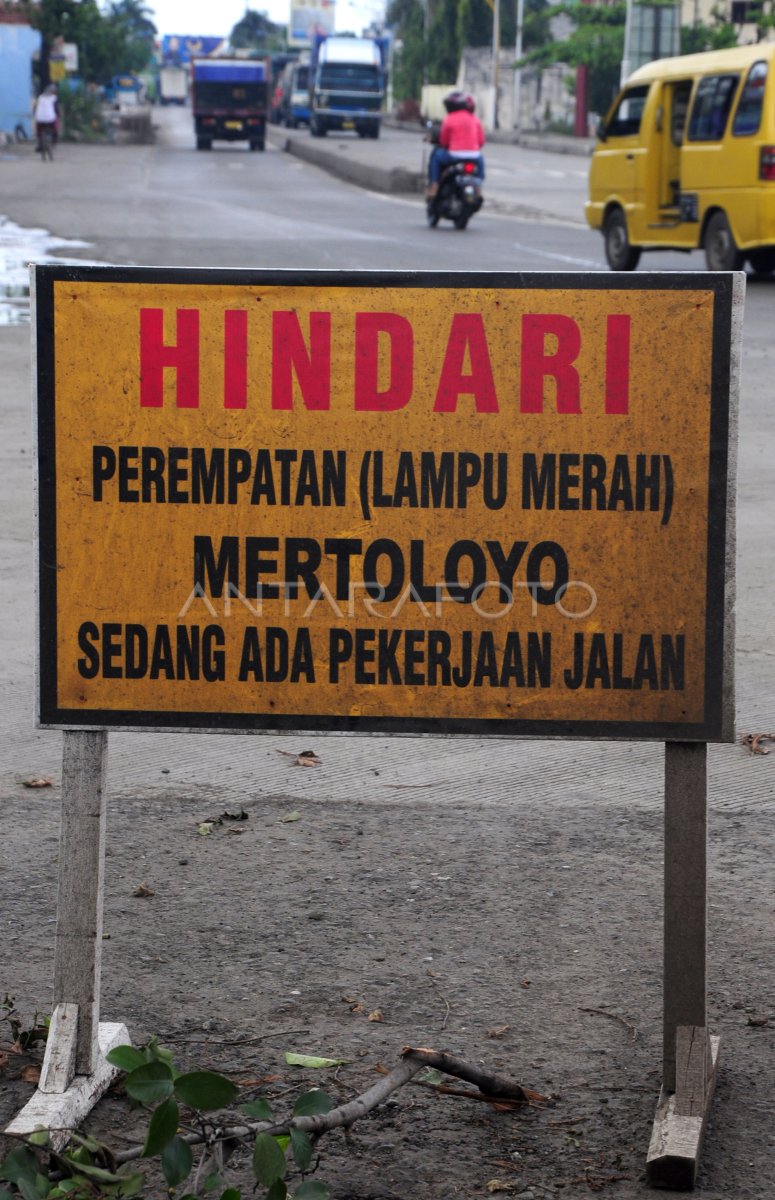 HINDARI
PEREMPATAN (LAMPU MERAH)
MERTOLOYO
ANTARAFOTO
SEDANG ADA PEKERJAAN JALAN